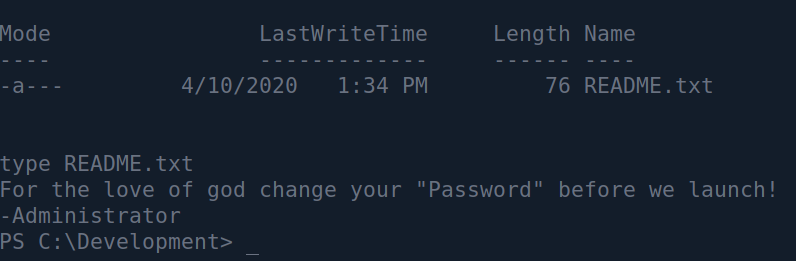 Mode LastWriteTime Length Name
---- ------------- ------ ----
-a--- 4/10/2020 1:34 PM 76 README.txt
type README.txt
For the love of god change your "Password" before we launch!
-Administrator
PS C:\Development> _